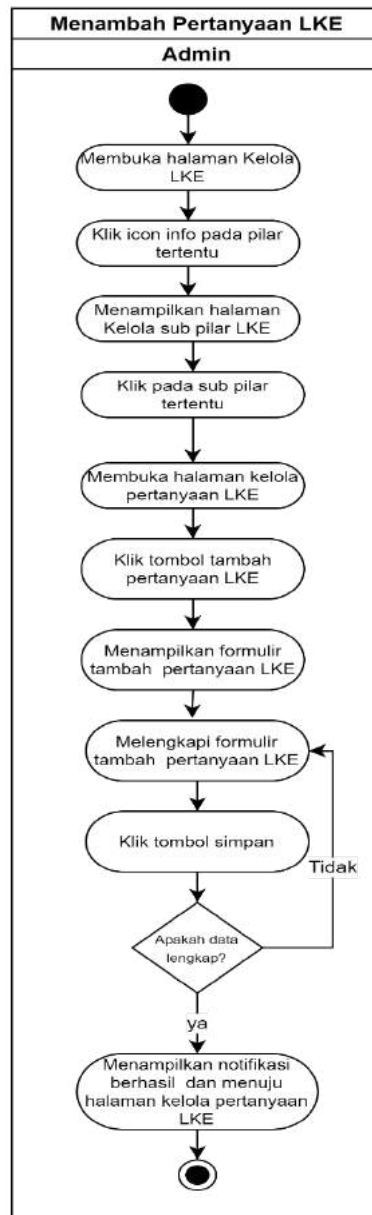 Menambah Pertanyaan LKE
Admin
Membuka halaman Kelola
LKE
Klik icon info pada pilar
tertentu
Menampilkan halaman
Kelola sub pilar LKE
Klik pada sub pilar
tertentu
Membuka halaman kelola
pertanyaan LKE
Klik tombol tambah
pertanyaan LKE
Menampilkan formulir
tambah pertanyaan LKE
Melengkapi formulir
tambah pertanyaan LKE
Klik tombol simpan
Tidak
Apakah data
lengkap?
ya
Menampilkan notifikasi
berhasil dan menuju
halaman kelola pertanyaan
LKE